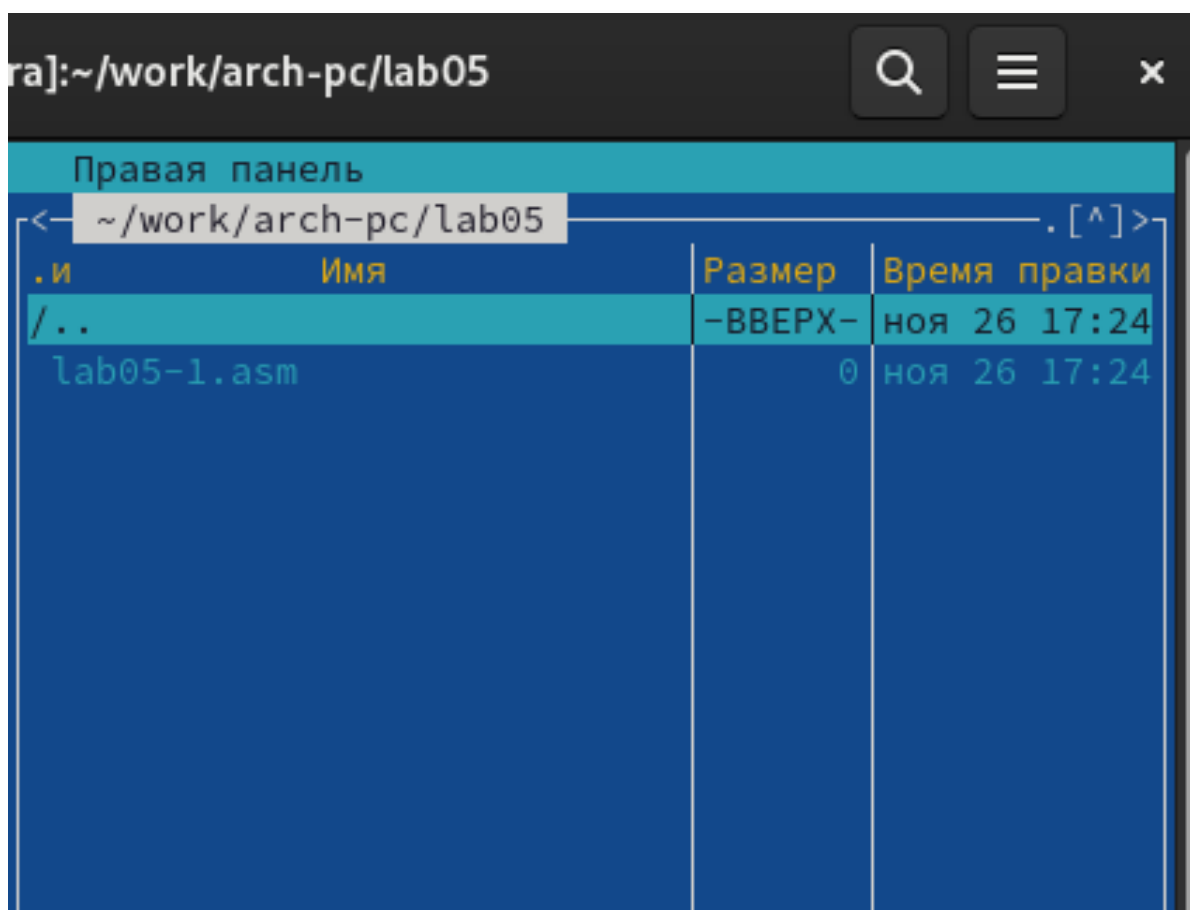 ra]:~/work/arch-pc/lab05
Правая панель
<─ ~/work/arch-pc/lab05 ─.[^]>
.и Имя Размер Время правки
/.. -ВВЕРХ- ноя 26 17:24
lab05-1.asm 0 ноя 26 17:24